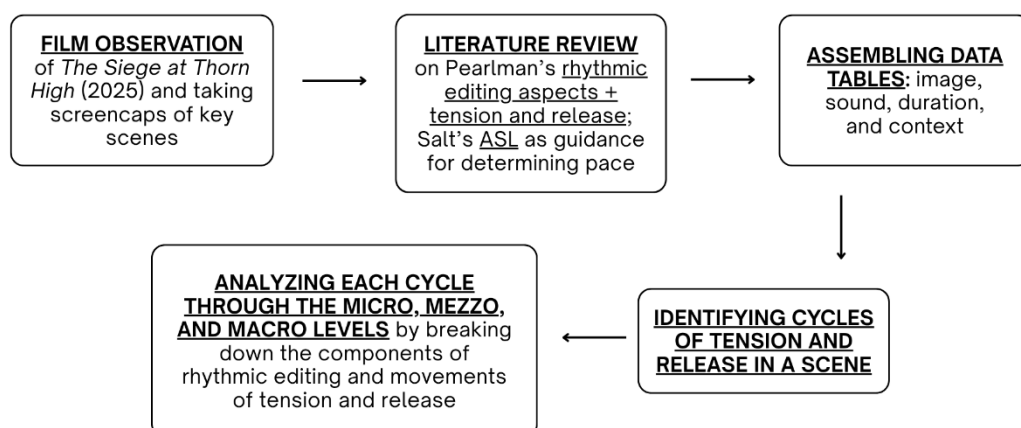 FILM OBSERVATION
of The Siege at Thorn
High (2025) and taking
screencaps of key
scenes
LITERATURE REVIEW
on Pearlman's rhythmic
editing aspects +
tension and release;
Salt's ASL as guidance
for determining pace
ASSEMBLING DATA
TABLES: image,
sound, duration,
and context
IDENTIFYING CYCLES
OF TENSION AND
RELEASE IN A SCENE
ANALYZING EACH CYCLE
THROUGH THE MICRO, MEZZO,
AND MACRO LEVELS by breaking
down the components of
rhythmic editing and movements
of tension and release